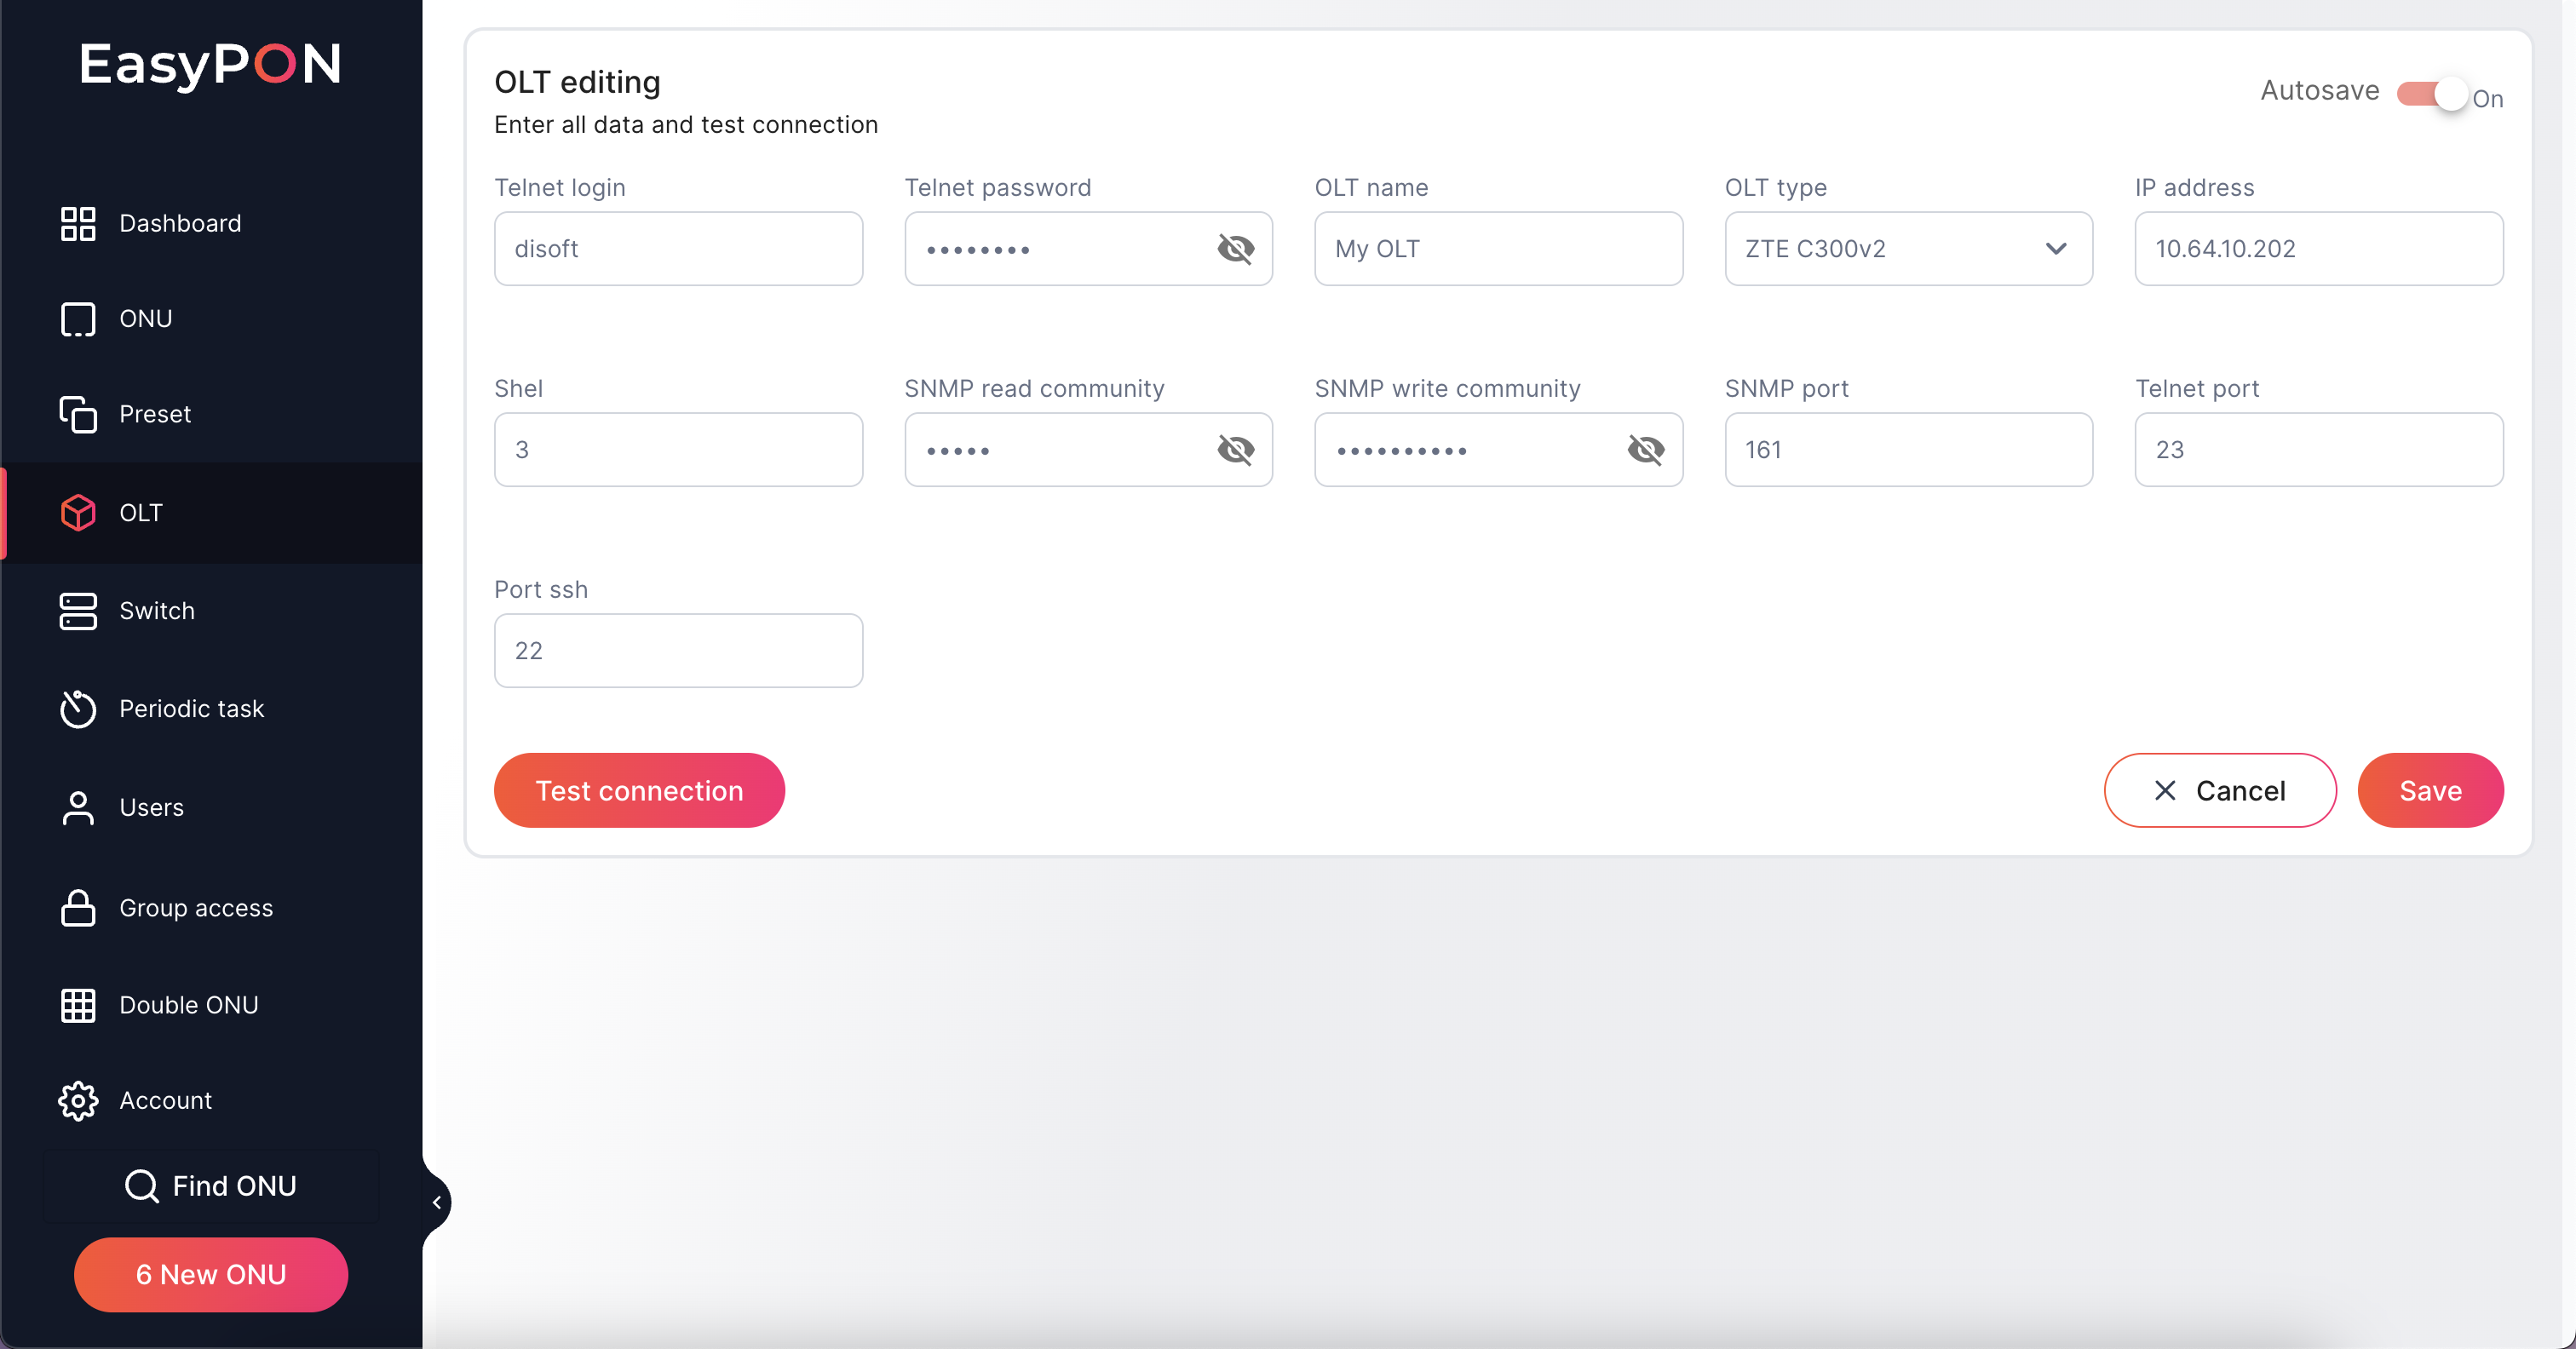 EasyPON
Dashboard
ONU
Preset
OLT
Switch
Periodic task
Users
Group access
Double ONU
Account
Find ONU
6 New ONU
OLT editing
Enter all data and test connection
Autosave On
Telnet login
disoft
Telnet password
••••••••
OLT name
My OLT
OLT type
ZTE C300v2
IP address
10.64.10.202
Shel
3
SNMP read community
•••••
SNMP write community
••••••••••
SNMP port
161
Telnet port
23
Port ssh
22
Test connection
Cancel
Save